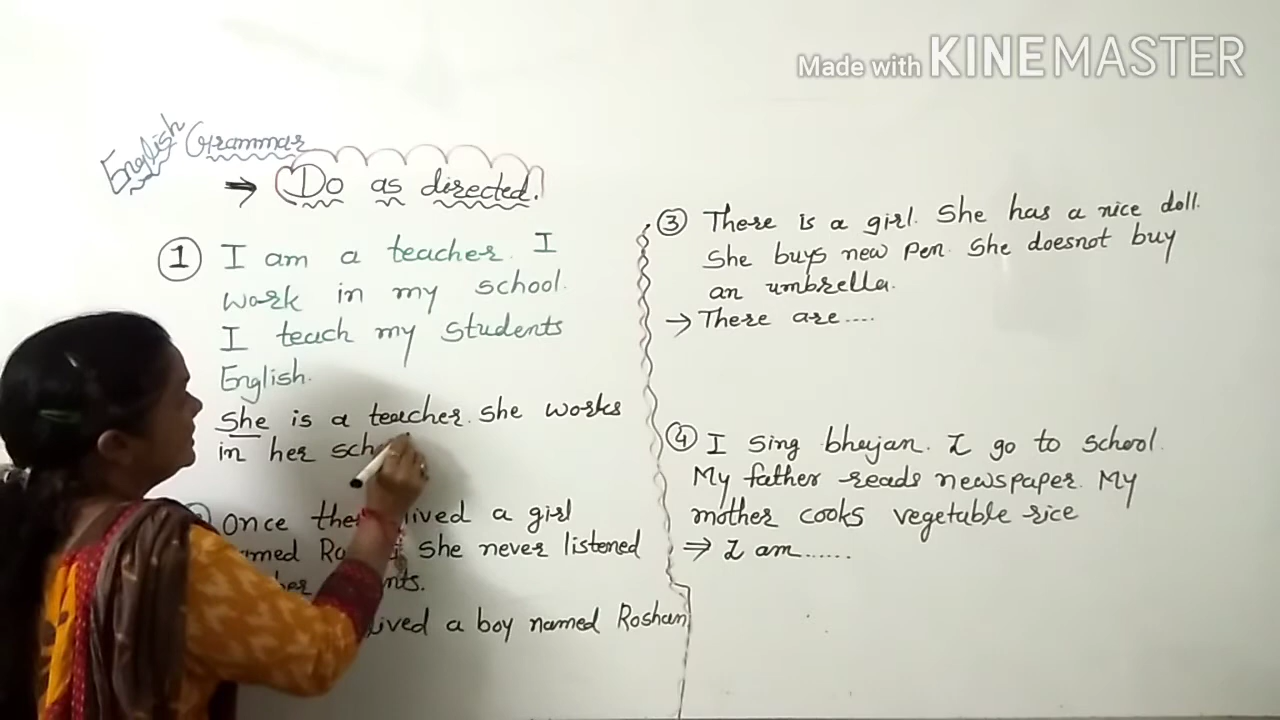 Made with KINEMASTER
English Grammar
→ Do as directed.
① I am a teacher. I
work in my school.
I teach my students
English.
She is a teacher. she works
in her sch
Once lived a girl
she never listened
lived a boy named Roshan
③ There is a girl. She has a nice doll.
She buys new pen. She doesnot buy
an umbrella.
→ There are....
④ I sing bhajan. I go to school.
My father reads newspaper. My
mother cooks vegetable rice
⇒ I am......